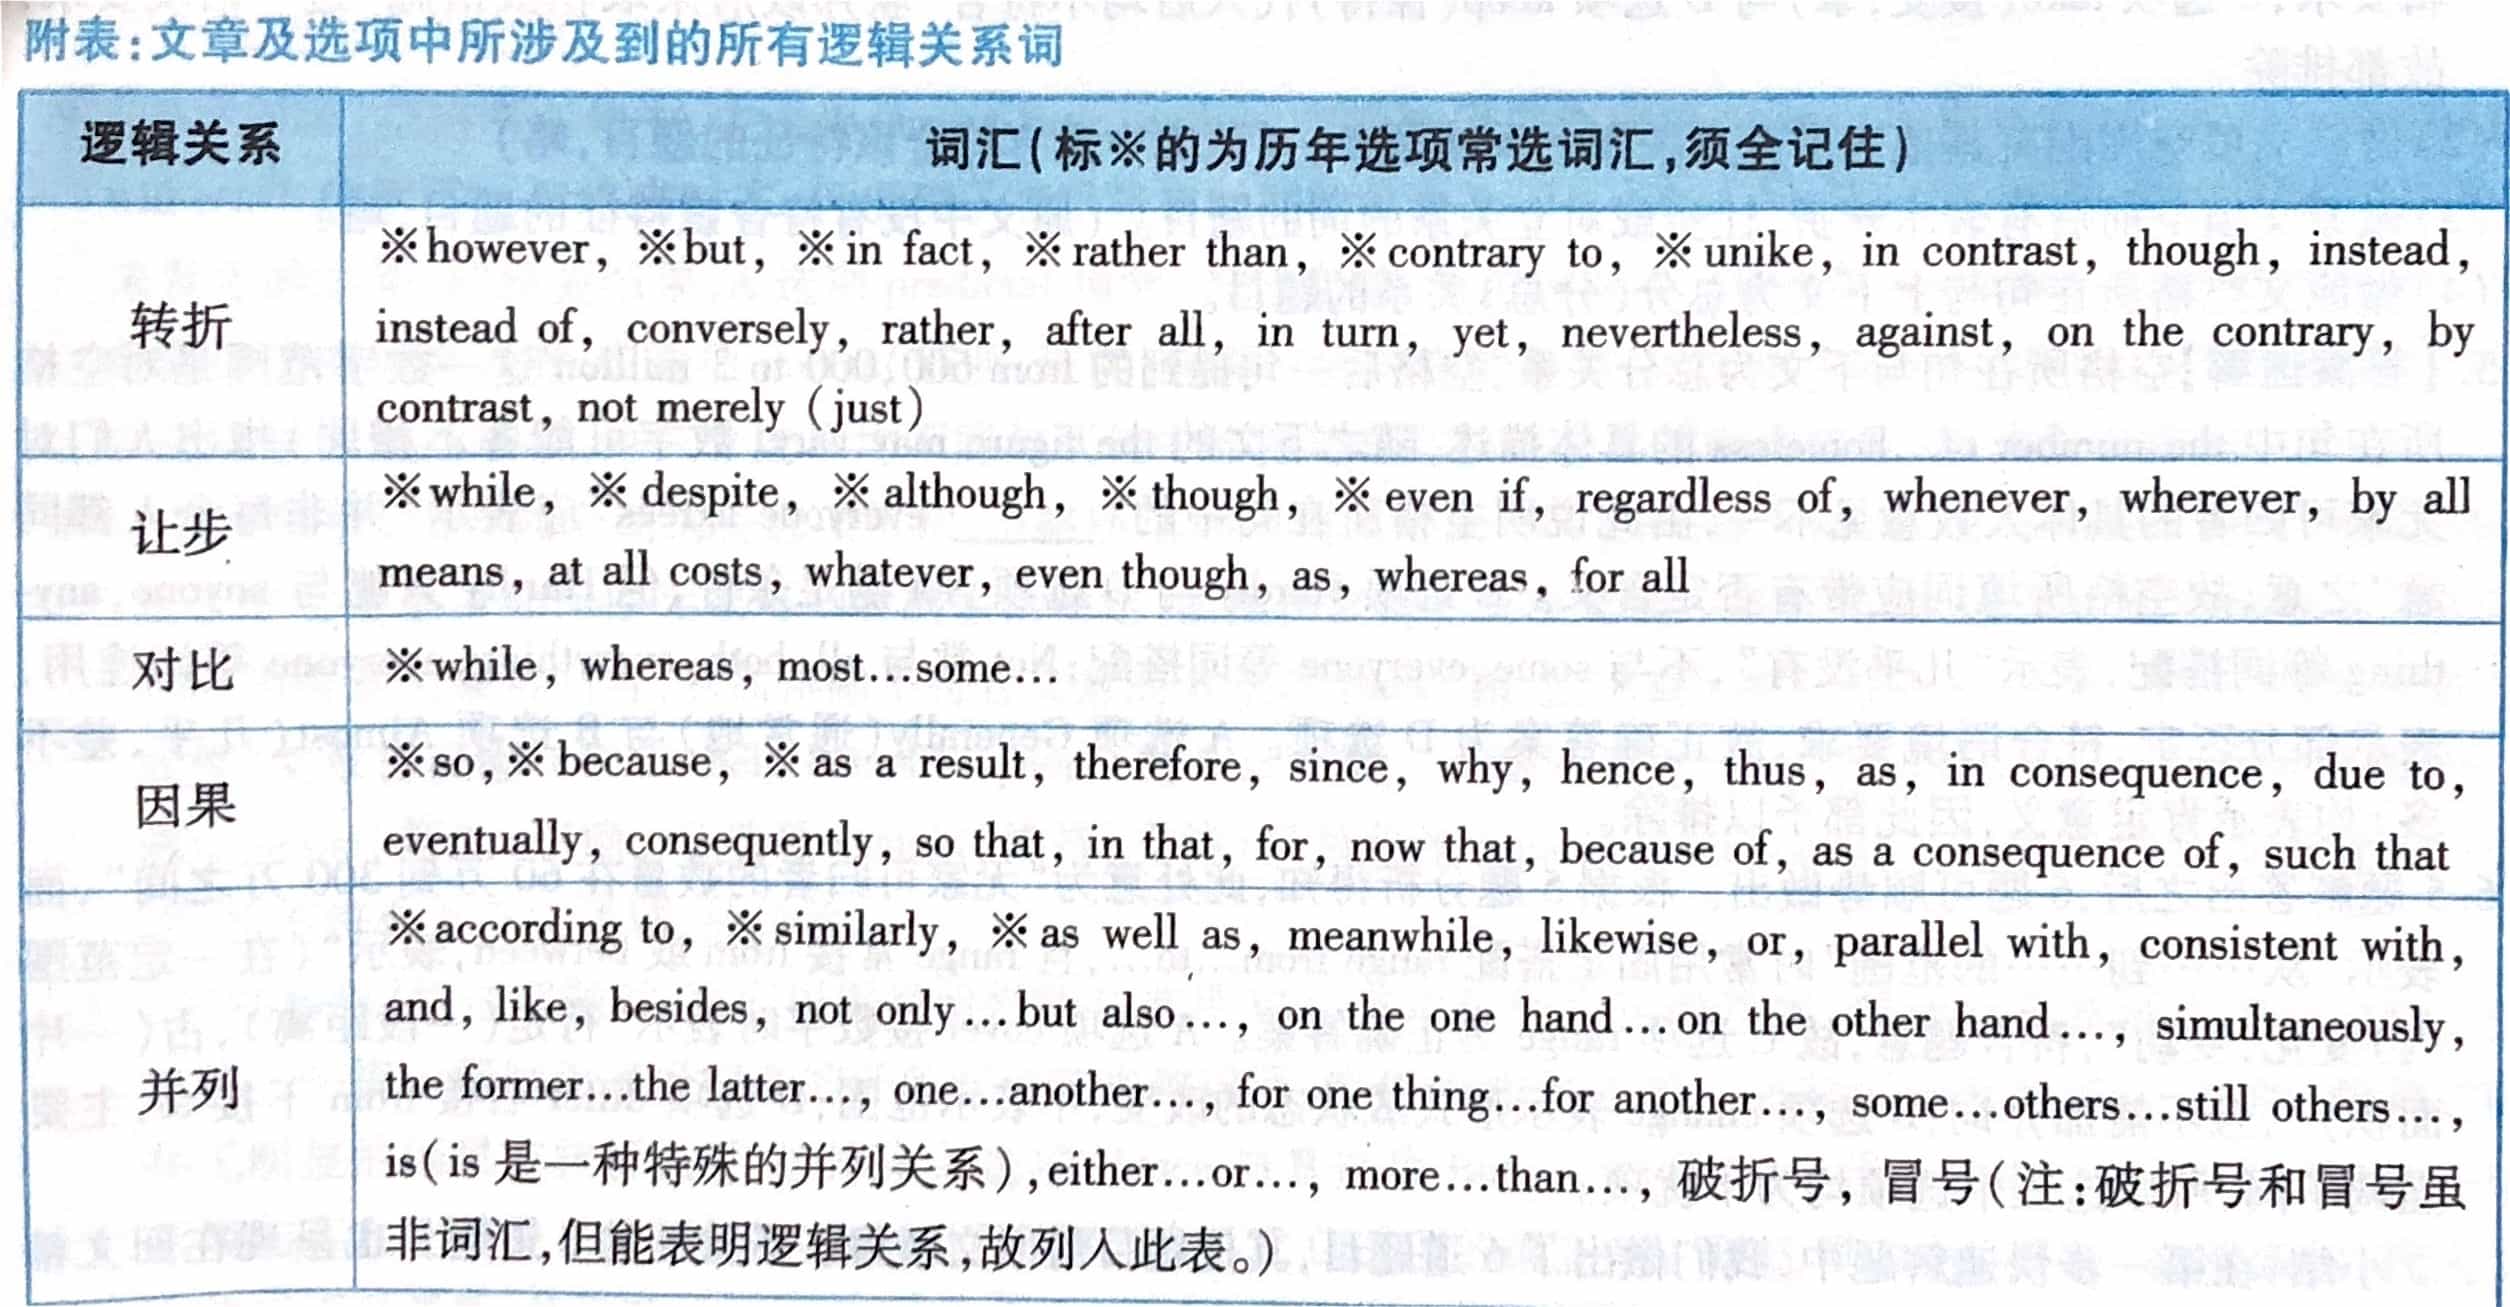 附表:文章及选项中所涉及到的所有逻辑关系词
逻辑关系
词汇(标※的为历年选项常选词汇,须全记住)
转折
※however, ※but, ※in fact, ※rather than, ※contrary to, ※unike, in contrast, though, instead,
instead of, conversely, rather, after all, in turn, yet, nevertheless, against, on the contrary, by
contrast, not merely (just)
让步
※while, ※despite, ※although, ※though, ※even if, regardless of, whenever, wherever, by all
means, at all costs, whatever, even though, as, whereas, for all
对比
※while, whereas, most…some…
因果
※so,※because, ※as a result, therefore, since, why, hence, thus, as, in consequence, due to,
eventually, consequently, so that, in that, for, now that, because of, as a consequence of, such that
并列
※according to, ※similarly, ※as well as, meanwhile, likewise, or, parallel with, consistent with,
and, like, besides, not only…but also…, on the one hand…on the other hand…, simultaneously,
the former…the latter…, one…another…, for one thing…for another…, some…others…still others…,
is(is 是一种特殊的并列关系),either…or…, more…than…,破折号,冒号(注:破折号和冒号虽
非词汇,但能表明逻辑关系,故列入此表。)